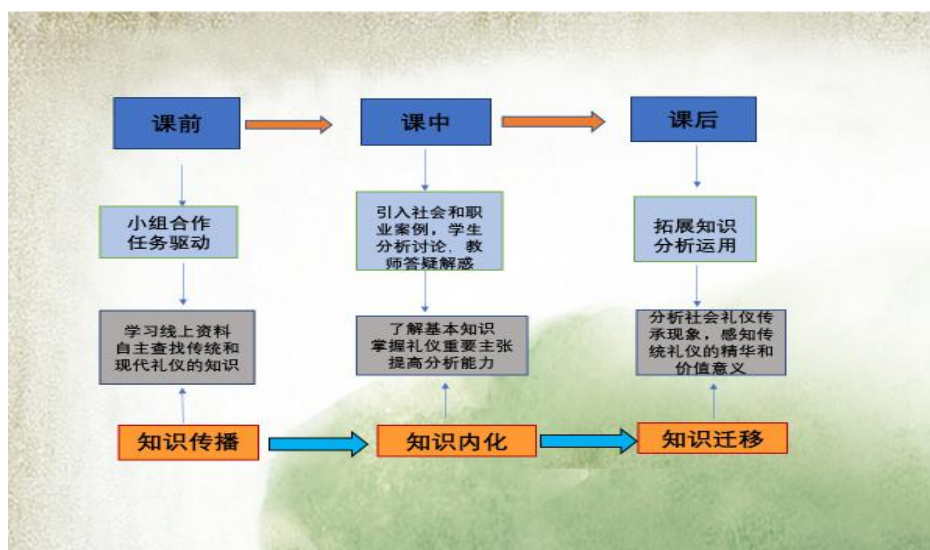 课前
课中
课后
小组合作
任务驱动
引入社会和职
业案例，学生
分析讨论，教
师答疑解惑
拓展知识
分析运用
学习线上资料
自主查找传统和
现代礼仪的知识
了解基本知识
掌握礼仪重要主张
提高分析能力
分析社会礼仪传
承现象，感知传
统礼仪的精华和
价值意义
知识传播
知识内化
知识迁移